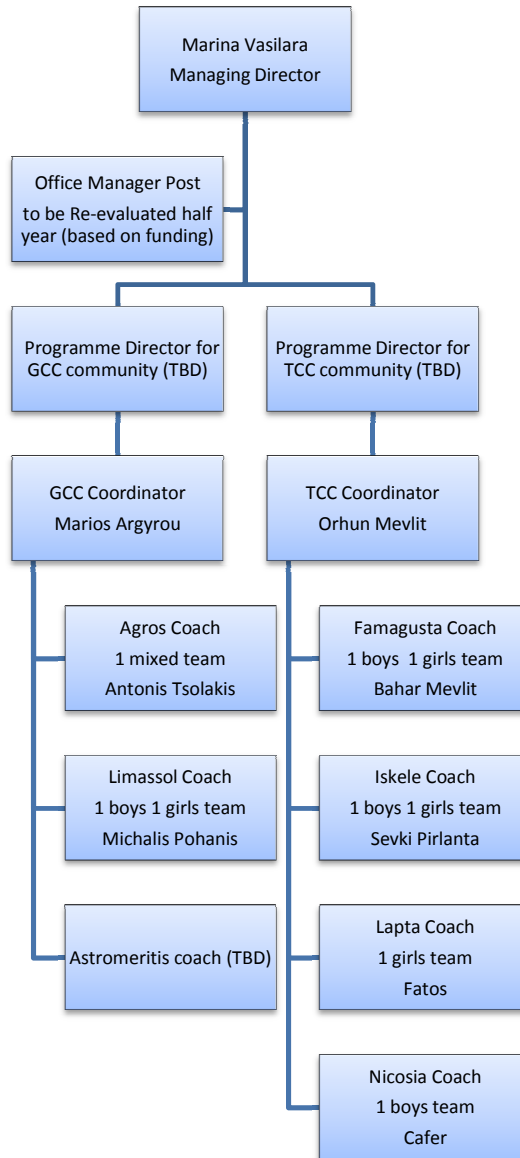 Marina Vasilara
Managing Director
Office Manager Post
to be Re-evaluated half
year (based on funding)
Programme Director for
GCC community (TBD)
Programme Director for
TCC community (TBD)
GCC Coordinator
Marios Argyrou
TCC Coordinator
Orhun Mevlit
Agros Coach
1 mixed team
Antonis Tsolakis
Famagusta Coach
1 boys 1 girls team
Bahar Mevlit
Limassol Coach
1 boys 1 girls team
Michalis Pohanis
Iskele Coach
1 boys 1 girls team
Sevki Pirlanta
Astromeritis coach (TBD)
Lapta Coach
1 girls team
Fatos
Nicosia Coach
1 boys team
Cafer